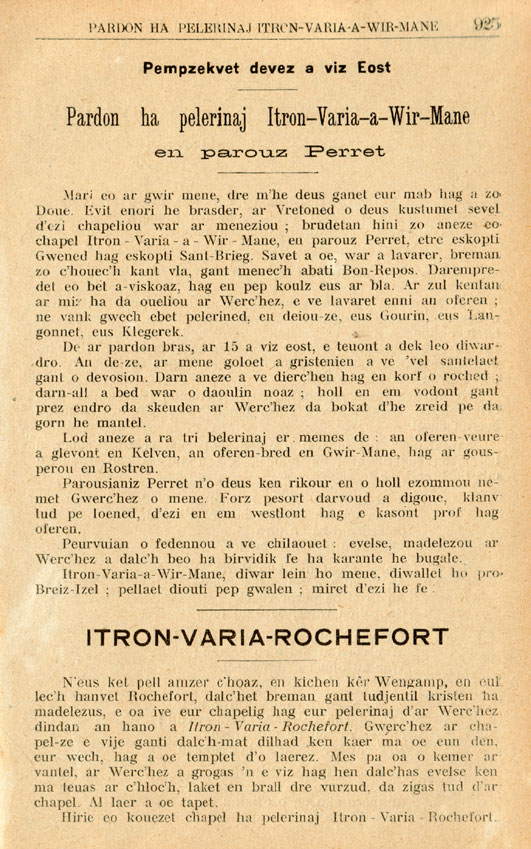 PARDON HA PELERINAJ ITRON-VARIA-A-WIR-MANE 925
Pempzekvet devez a viz Eost
Pardon ha pelerinaj Itron-Varia-a-Wir-Mane
en parouz Perret
Mari eo ar gwir mene, dre m'he deus ganet eur mab hag a zo
Doue. Evit enori he brasder, ar Vretoned o deus kustumet sevel
d'ezi chapeliou war ar meneziou ; brudetan hini zo aneze eo
chapel Itron - Varia - a - Wir - Mane, en parouz Perret, etre eskopti
Gwened hag eskopti Sant-Brieg. Savet a oe, war a lavarer, breman
zo c'houec'h kant vla, gant menec'h abati Bon-Repos. Darempre-
det eo bet a-viskoaz, hag en pep koulz eus ar bla. Ar zul kentan
ar miz ha da oueliou ar Werc'hez, e ve lavaret enni an oferen ;
ne vank gwech ebet pelerined, en deiou-ze, eus Gourin, eus Lan-
gonnet, eus Klegerek.
De ar pardon bras, ar 15 a viz eost, e teuont a dek leo diwar-
dro. An de-ze, ar mene goloet a gristenien a ve 'vel santelaet
gant o devosion. Darn aneze a ve dierc'hen hag en korf o roched ;
darn-all a bed war o daoulin noaz ; holl en em vodont gant
prez endro da skeuden ar Werc'hez da bokat d'he zreid pe da
gorn he mantel.
Lod aneze a ra tri belerinaj er memes de : an oferen-veure
a glevont en Kelven, an oferen-bred en Gwir-Mane, hag ar gous-
perou en Rostren.
Parousianiz Perret n'o deus ken rikour en o holl ezommou ne-
met Gwerc'hez o mene. Forz pesort darvoud a digoue, klanv
tud pe loened, d'ezi en em westlont hag e kasont prof hag
oferen.
Peurvuian o fedennou a ve chilaouet : evelse, madelezou ar
Werc'hez a dalc'h beo ha birvidik fe ha karante he bugale.
Itron-Varia-a-Wir-Mane, diwar lein ho mene, diwallet ho pro-
Breiz-Izel ; pellaet diouti pep gwalen ; miret d'ezi he fe.
ITRON-VARIA-ROCHEFORT
N'eus ket pell amzer c'hoaz, en kichen kêr Wengamp, en eul
lec'h hanvet Rochefort, dalc'het breman gant tudjentil kristen ha
madelezus, e oa ive eur chapelig hag eur pelerinaj d'ar Werc'hez
dindan an hano a Itron - Varia - Rochefort. Gwerc'hez ar cha-
pel-ze e vije ganti dalc'h-mat dilhad ken kaer ma oe eun den,
eur wech, hag a oe templet d'o laerez. Mes pa oa o kemer ar
vantel, ar Werc'hez a grogas 'n e viz hag hen dalc'has evelse ken
ma teuas ar c'hloc'h, laket en brall dre vurzud, da zigas tud d'ar
chapel. Al laer a oe tapet.
Hirie eo kouezet chapel ha pelerinaj Itron - Varia - Rochefort.